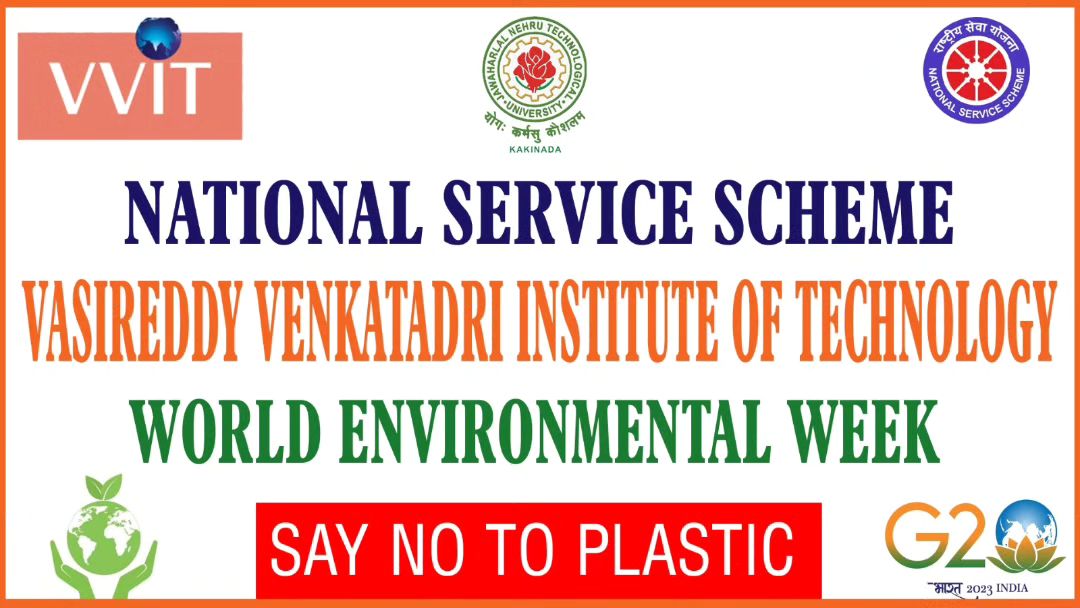 VVIT
JAWAHARLAL NEHRU TECHNOLOGICAL
• UNIVERSITY •
योगः कर्मसु कौशलम
KAKINADA
राष्ट्रीय सेवा योजना
NATIONAL SERVICE SCHEME
NATIONAL SERVICE SCHEME
VASIREDDY VENKATADRI INSTITUTE OF TECHNOLOGY
WORLD ENVIRONMENTAL WEEK
SAY NO TO PLASTIC
G20
भारत 2023 INDIA